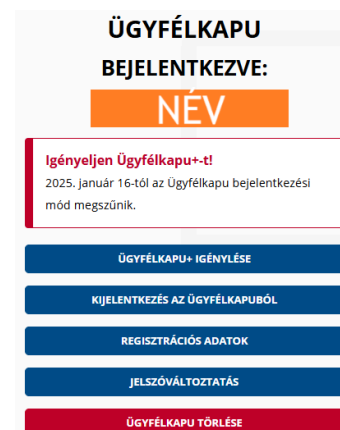 ÜGYFÉLKAPU
BEJELENTKEZVE:
NÉV
Igényeljen Ügyfélkapu+-t!
2025. január 16-tól az Ügyfélkapu bejelentkezési
mód megszűnik.
ÜGYFÉLKAPU+ IGÉNYLÉSE
KIJELENTKEZÉS AZ ÜGYFÉLKAPUBÓL
REGISZTRÁCIÓS ADATOK
JELSZÓVÁLTOZTATÁS
ÜGYFÉLKAPU TÖRLÉSE